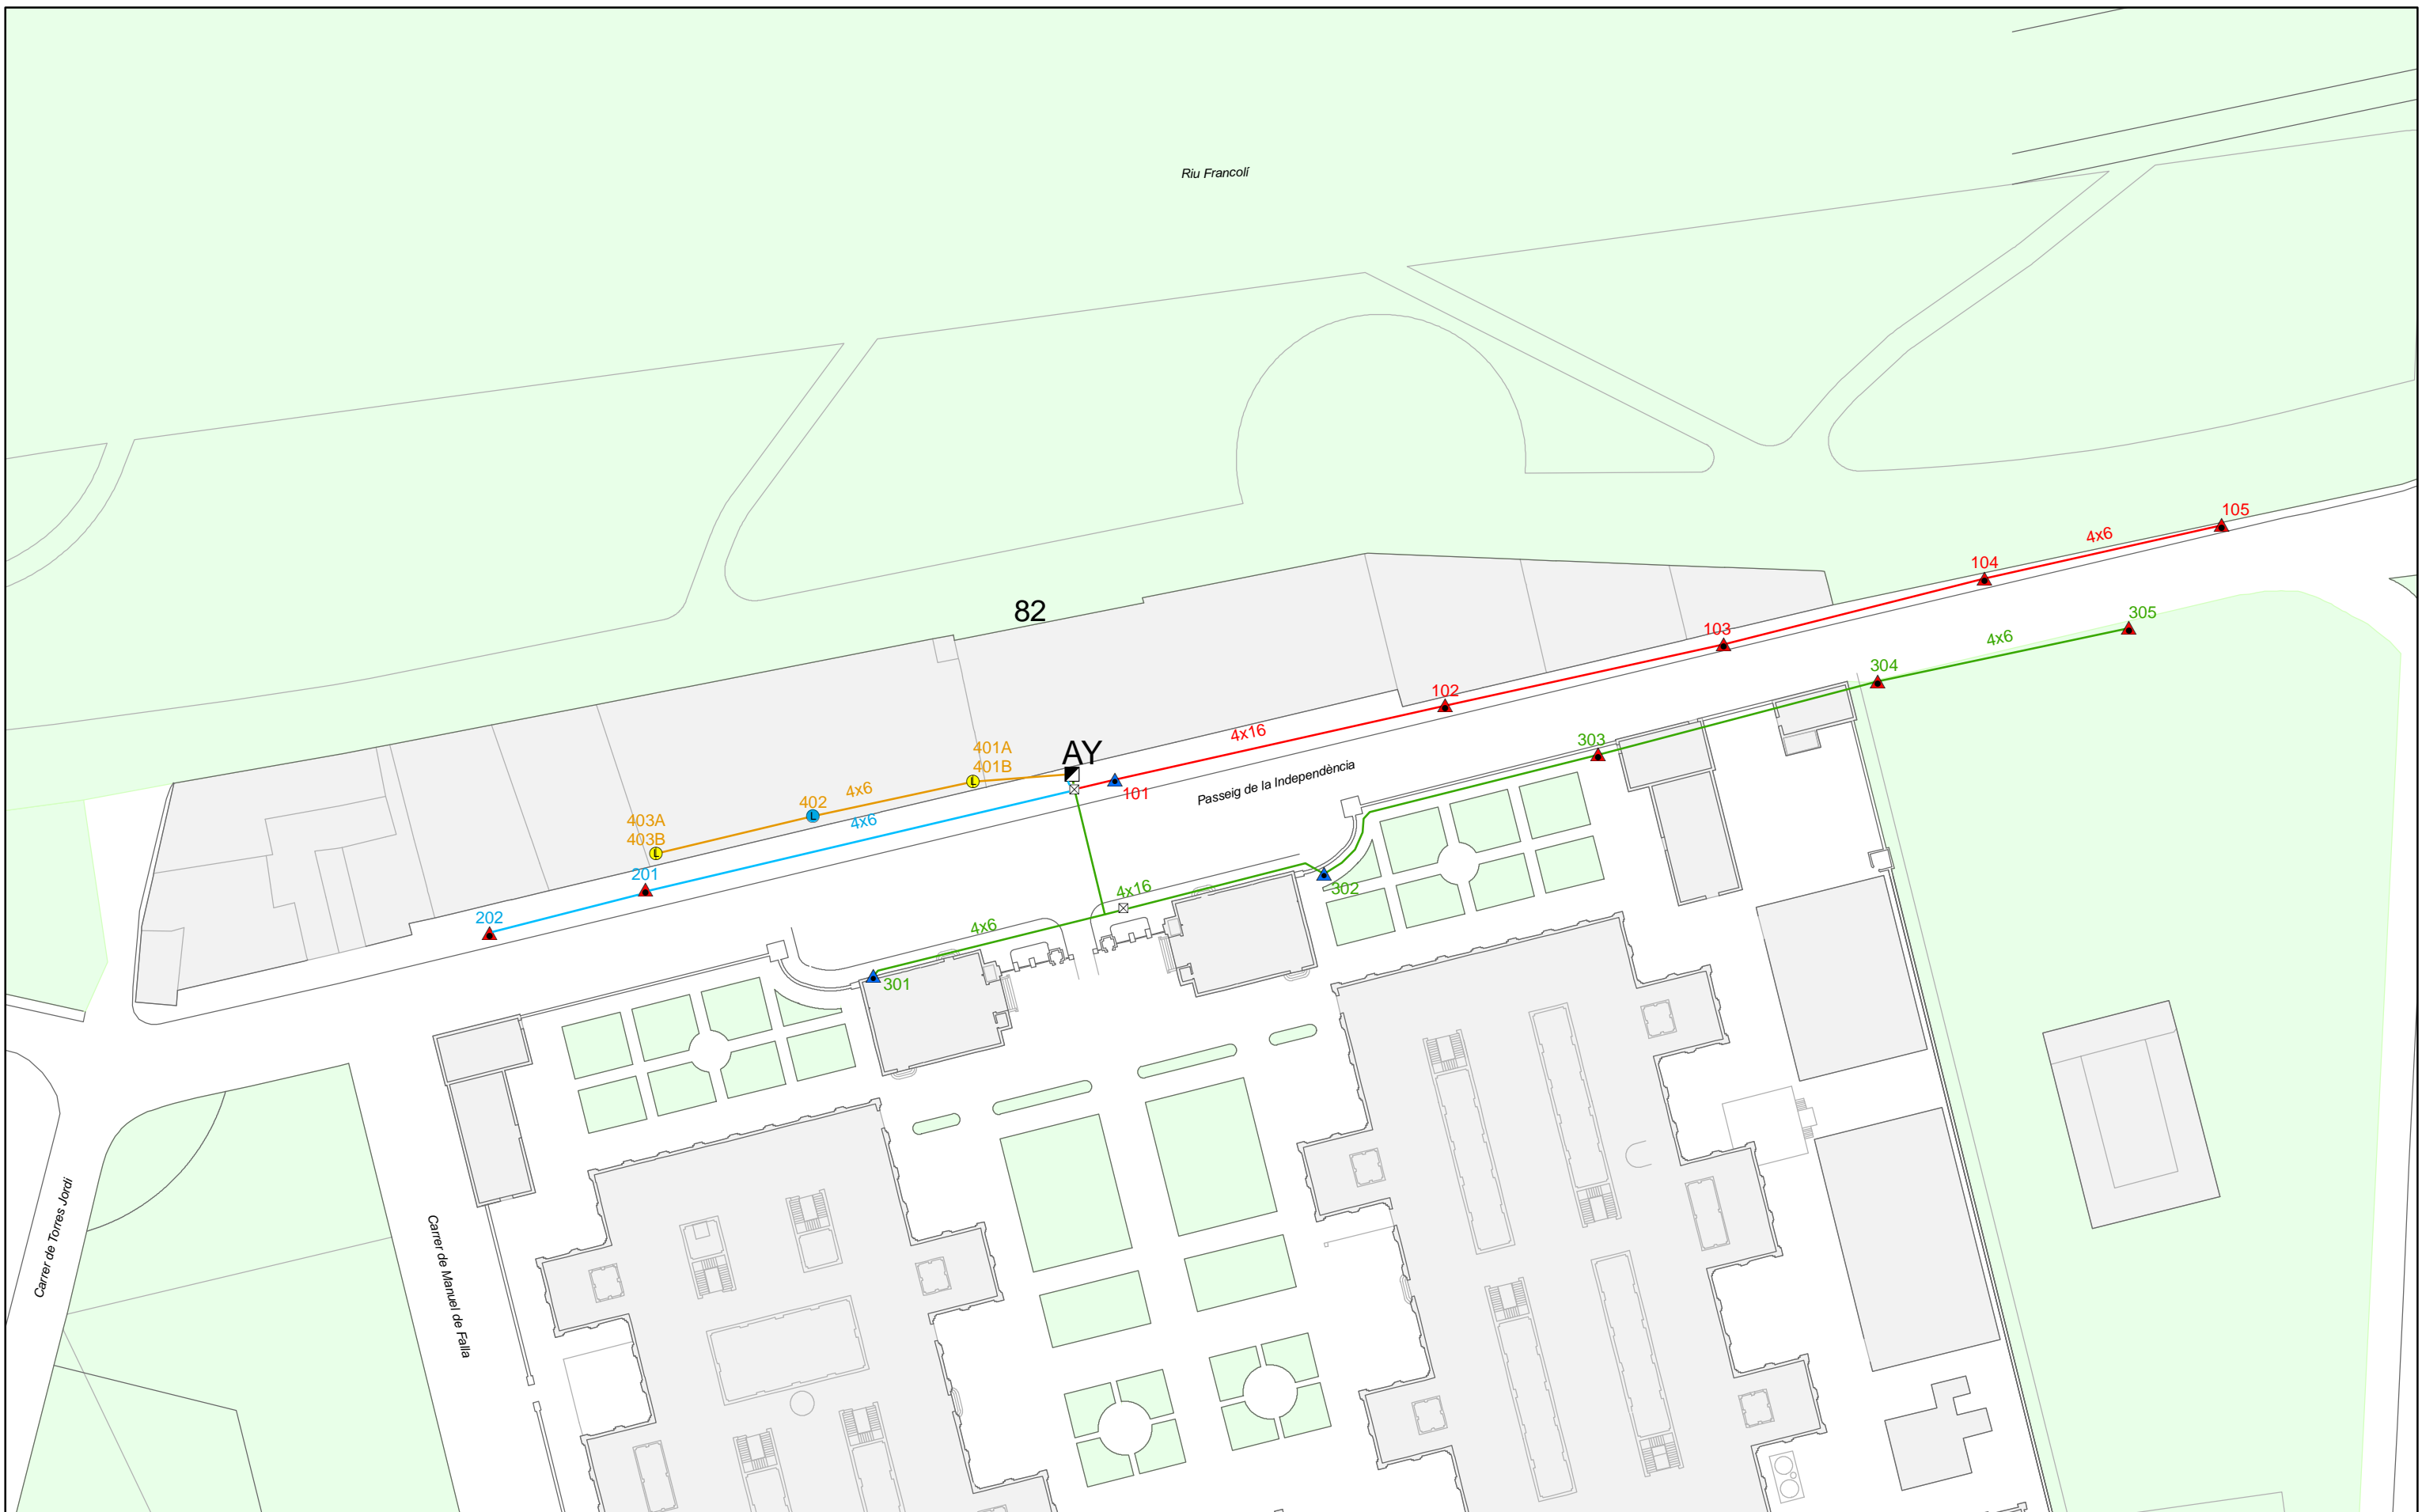 Riu Francolí
105
4x6
104
305
82
103
4x6
304
102
4x16
303
401A
401B
AY
101
Passeig de la Independència
4x6
402
403A
403B
4x6
201
302
4x16
202
4x6
301
Carrer de Torres Jordi
Carrer de Manuel de Falla
L
L
L